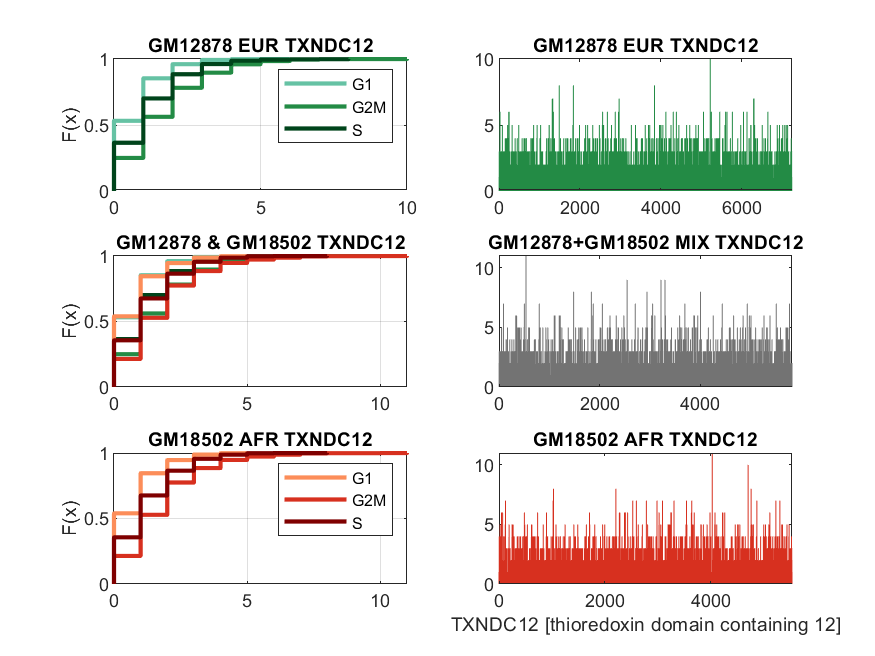 GM12878 EUR TXNDC12
F(x)
1
0.5
0
0
5
10
G1
G2M
S
GM12878 EUR TXNDC12
10
5
0
0
2000
4000
6000
GM12878 & GM18502 TXNDC12
F(x)
1
0.5
0
0
5
10
GM12878+GM18502 MIX TXNDC12
10
5
0
0
2000
4000
GM18502 AFR TXNDC12
F(x)
1
0.5
0
0
5
10
G1
G2M
S
GM18502 AFR TXNDC12
10
5
0
0
2000
4000
TXNDC12 [thioredoxin domain containing 12]